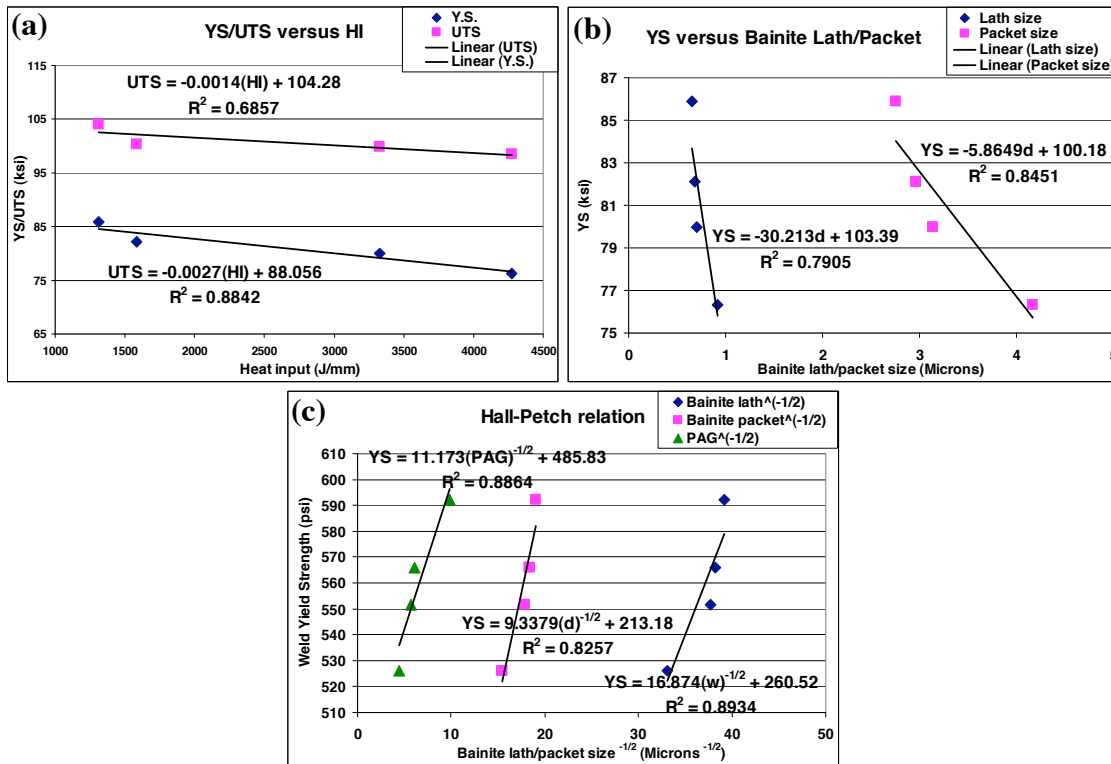 (a)
YS/UTS versus HI
Y.S.
UTS
Linear (UTS)
Linear (Y.S.)
115
105
95
85
75
65
YS/UTS (ksi)
UTS = -0.0014(HI) + 104.28
R² = 0.6857
UTS = -0.0027(HI) + 88.056
R² = 0.8842
1000 1500 2000 2500 3000 3500 4000 4500
Heat input (J/mm)
(b)
YS versus Bainite Lath/Packet
Lath size
Packet size
Linear (Lath size)
Linear (Packet size)
87
85
83
81
79
77
75
YS (ksi)
YS = -5.8649d + 100.18
R² = 0.8451
YS = -30.213d + 103.39
R² = 0.7905
0 1 2 3 4 5
Bainite lath/packet size (Microns)
(c)
Hall-Petch relation
Bainite lath^(-1/2)
Bainite packet^(-1/2)
PAG^(-1/2)
YS = 11.173(PAG)^-1/2 + 485.83
R² = 0.8864
600
590
580
570
560
550
540
530
520
510
Weld Yield Strength (psi)
YS = 9.3379(d)^-1/2 + 213.18
R² = 0.8257
YS = 16.874(w)^-1/2 + 260.52
R² = 0.8934
0 10 20 30 40 50
Bainite lath/packet size ^-1/2 (Microns ^-1/2)